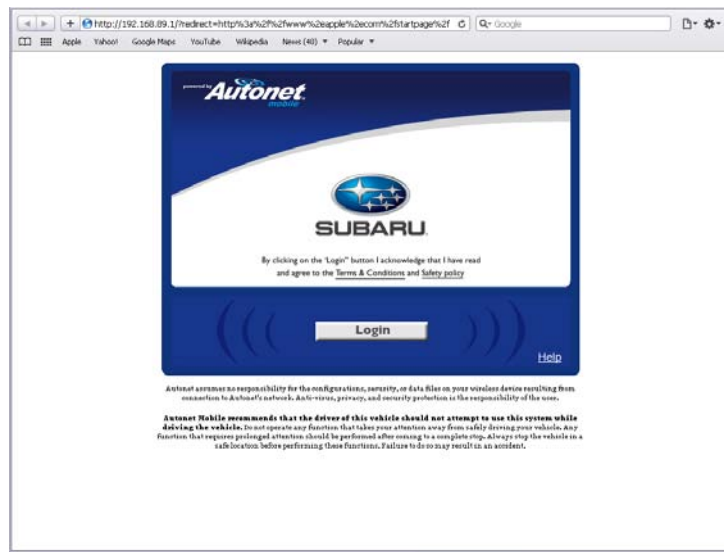 http://192.168.89.1/?redirect=http%3a%2f%2fwww%2eapple%2ecom%2fstartpage%2f
Google
Apple Yahoo! Google Maps YouTube Wikipedia News (40) Popular
powered by Autonet
mobile
SUBARU
By clicking on the 'Login" button I acknowledge that I have read
and agree to the Terms & Conditions and Safety policy
Login
Help
Autonet assumes no responsibility for the configurations, security, or data files on your wireless device resulting from
connection to Autonet's network. Anti-virus, privacy, and security protection is the responsibility of the user.
Autonet Mobile recommends that the driver of this vehicle should not attempt to use this system while
driving the vehicle. Do not operate any function that takes your attention away from safely driving your vehicle. Any
function that requires prolonged attention should be performed after coming to a complete stop. Always stop the vehicle in a
safe location before performing these functions. Failure to do so may result in an accident.